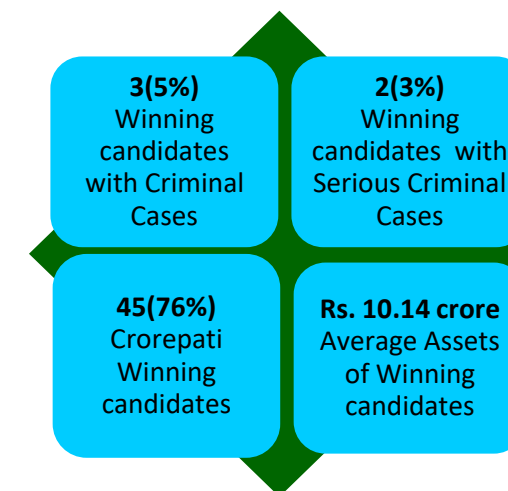 3(5%)
Winning
candidates
with Criminal
Cases
2(3%)
Winning
candidates with
Serious Criminal
Cases
45(76%)
Crorepati
Winning
candidates
Rs. 10.14 crore
Average Assets
of Winning
candidates